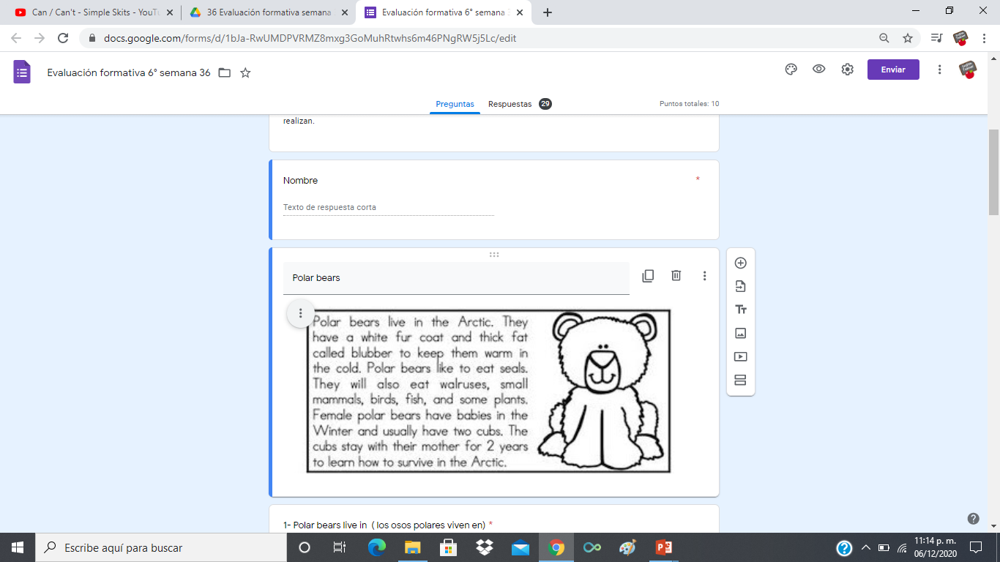 Can / Can't - Simple Skits - YouTu
36 Evaluación formativa semana
Evaluación formativa 6° semana
docs.google.com/forms/d/1bJa-RwUMDPVRMZ8mxg3GoMuhRtwhs6m46PNgRW5j5Lc/edit
Evaluación formativa 6° semana 36
Enviar
Preguntas
Respuestas 29
Puntos totales: 10
realizan.
Nombre *
Texto de respuesta corta
Polar bears
Polar bears live in the Arctic. They
have a white fur coat and thick fat
called blubber to keep them warm in
the cold. Polar bears like to eat seals.
They will also eat walruses, small
mammals, birds, fish, and some plants.
Female polar bears have babies in the
Winter and usually have two cubs. The
cubs stay with their mother for 2 years
to learn how to survive in the Arctic.
1- Polar bears live in ( los osos polares viven en) *
Escribe aquí para buscar
11:14 p. m.
06/12/2020